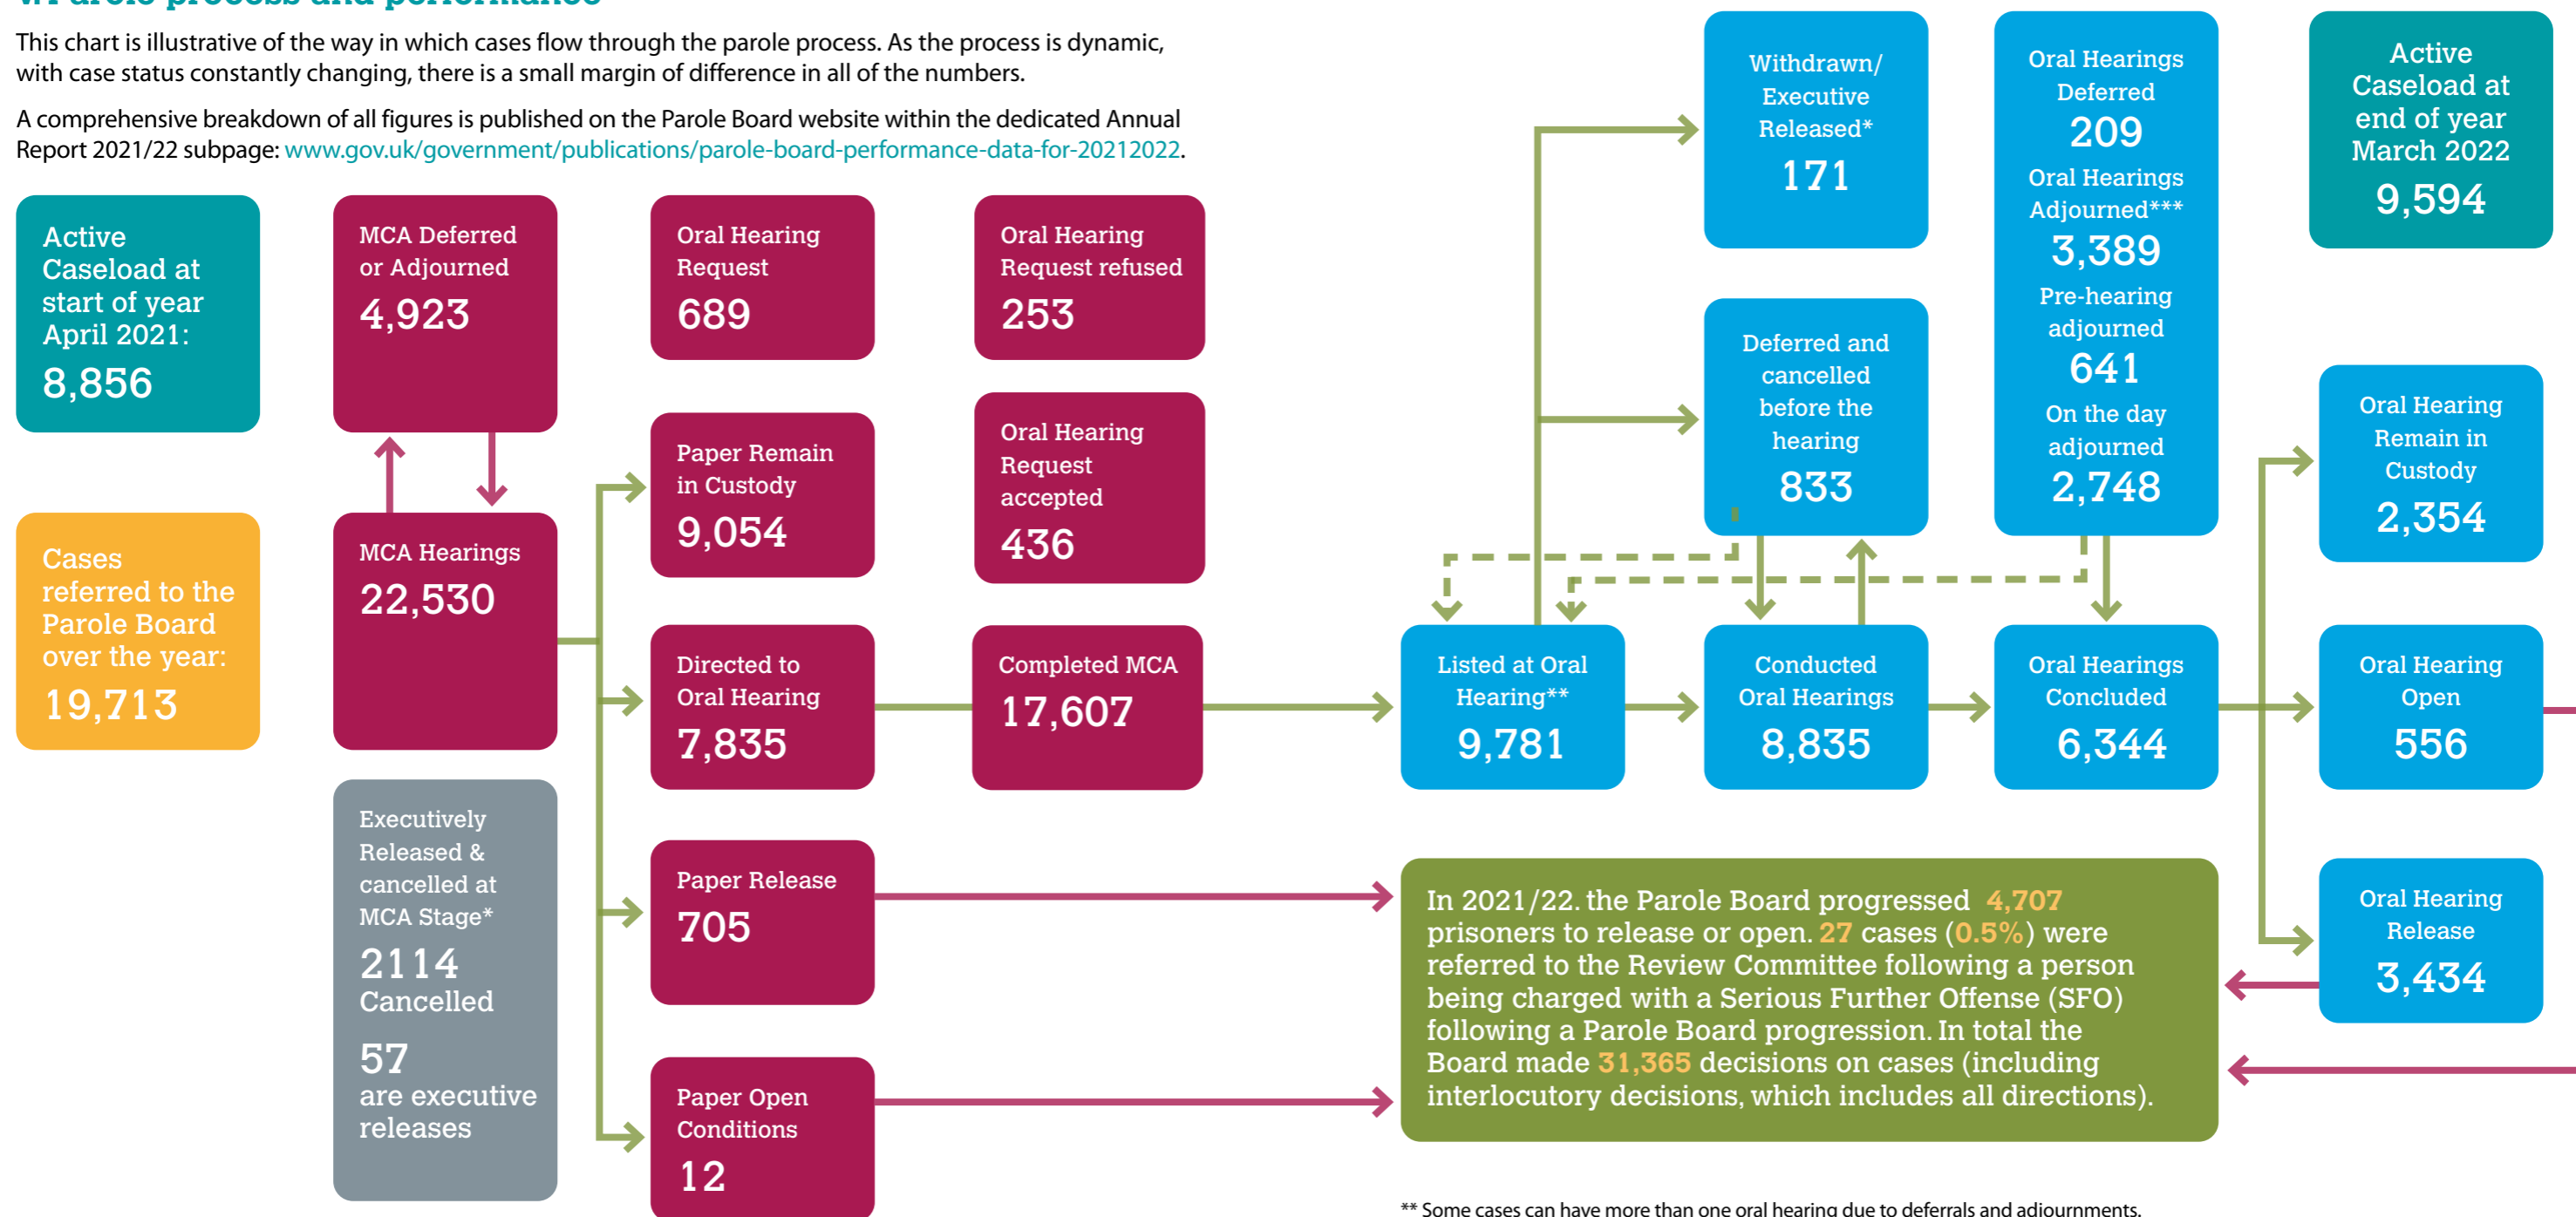 This chart is illustrative of the way in which cases flow through the parole process. As the process is dynamic,
with case status constantly changing, there is a small margin of difference in all of the numbers.
A comprehensive breakdown of all figures is published on the Parole Board website within the dedicated Annual
Report 2021/22 subpage: www.gov.uk/government/publications/parole-board-performance-data-for-20212022.
Active
Caseload at
start of year
April 2021:
8,856
Cases
referred to the
Parole Board
over the year:
19,713
MCA Deferred
or Adjourned
4,923
MCA Hearings
22,530
Executively
Released &
cancelled at
MCA Stage*
2114
Cancelled
57
are executive
releases
Oral Hearing
Request
689
Paper Remain
in Custody
9,054
Directed to
Oral Hearing
7,835
Paper Release
705
Paper Open
Conditions
12
Oral Hearing
Request refused
253
Oral Hearing
Request
accepted
436
Completed MCA
17,607
Withdrawn/
Executive
Released*
171
Deferred and
cancelled
before the
hearing
833
Oral Hearings
Deferred
209
Oral Hearings
Adjourned***
3,389
Pre-hearing
adjourned
641
On the day
adjourned
2,748
Listed at Oral
Hearing**
9,781
Conducted
Oral Hearings
8,835
Oral Hearings
Concluded
6,344
Active
Caseload at
end of year
March 2022
9,594
Oral Hearing
Remain in
Custody
2,354
Oral Hearing
Open
556
Oral Hearing
Release
3,434
In 2021/22. the Parole Board progressed 4,707
prisoners to release or open. 27 cases (0.5%) were
referred to the Review Committee following a person
being charged with a Serious Further Offense (SFO)
following a Parole Board progression. In total the
Board made 31,365 decisions on cases (including
interlocutory decisions, which includes all directions).
** Some cases can have more than one oral hearing due to deferrals and adjournments.